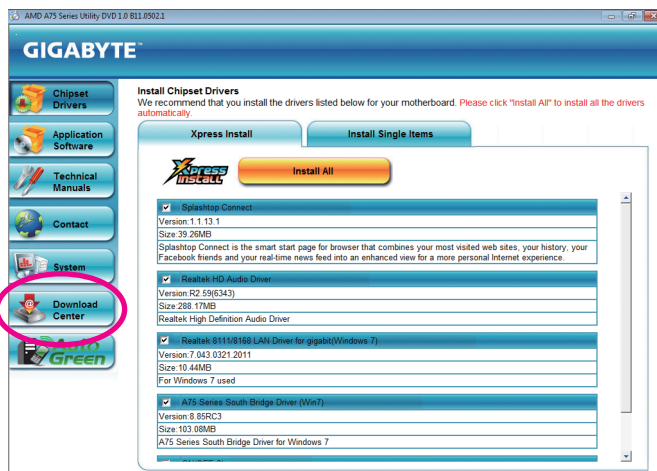 AMD A75 Series Utility DVD 1.0 B11.0502.1
GIGABYTE™
Chipset
Drivers
Application
Software
Technical
Manuals
Contact
System
Download
Center
Auto
Green
Install Chipset Drivers
We recommend that you install the drivers listed below for your motherboard. Please click "Install All" to install all the drivers
automatically.
Xpress Install
Install Single Items
Xpress
Install
Install All
Splashtop Connect
Version:1.1.13.1
Size:39.26MB
Splashtop Connect is the smart start page for browser that combines your most visited web sites, your history, your
Facebook friends and your real-time news feed into an enhanced view for a more personal Internet experience.
Realtek HD Audio Driver
Version:R2.59(6343)
Size:288.17MB
Realtek High Definition Audio Driver
Realtek 8111/8168 LAN Driver for gigabit(Windows 7)
Version:7.043.0321.2011
Size:10.44MB
For Windows 7 used
A75 Series South Bridge Driver (Win7)
Version:8.85RC3
Size:103.08MB
A75 Series South Bridge Driver for Windows 7